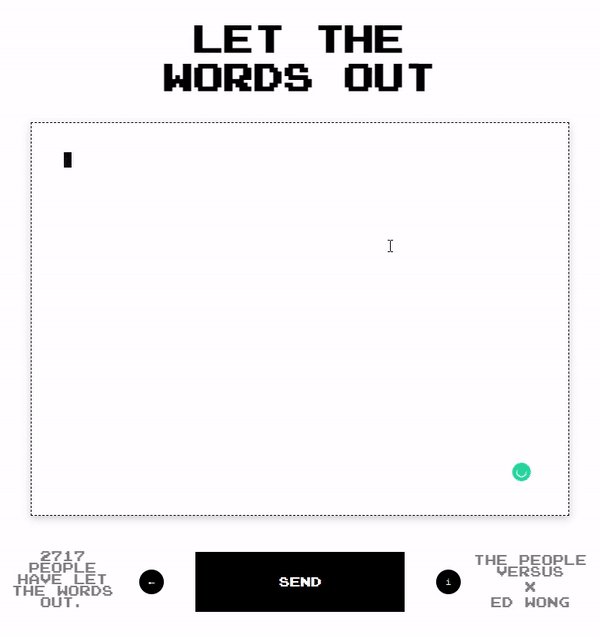 LET THE
WORDS OUT
2717
PEOPLE
HAVE LET
THE WORDS
OUT.
←
SEND
i
THE PEOPLE
VERSUS
X
ED WONG